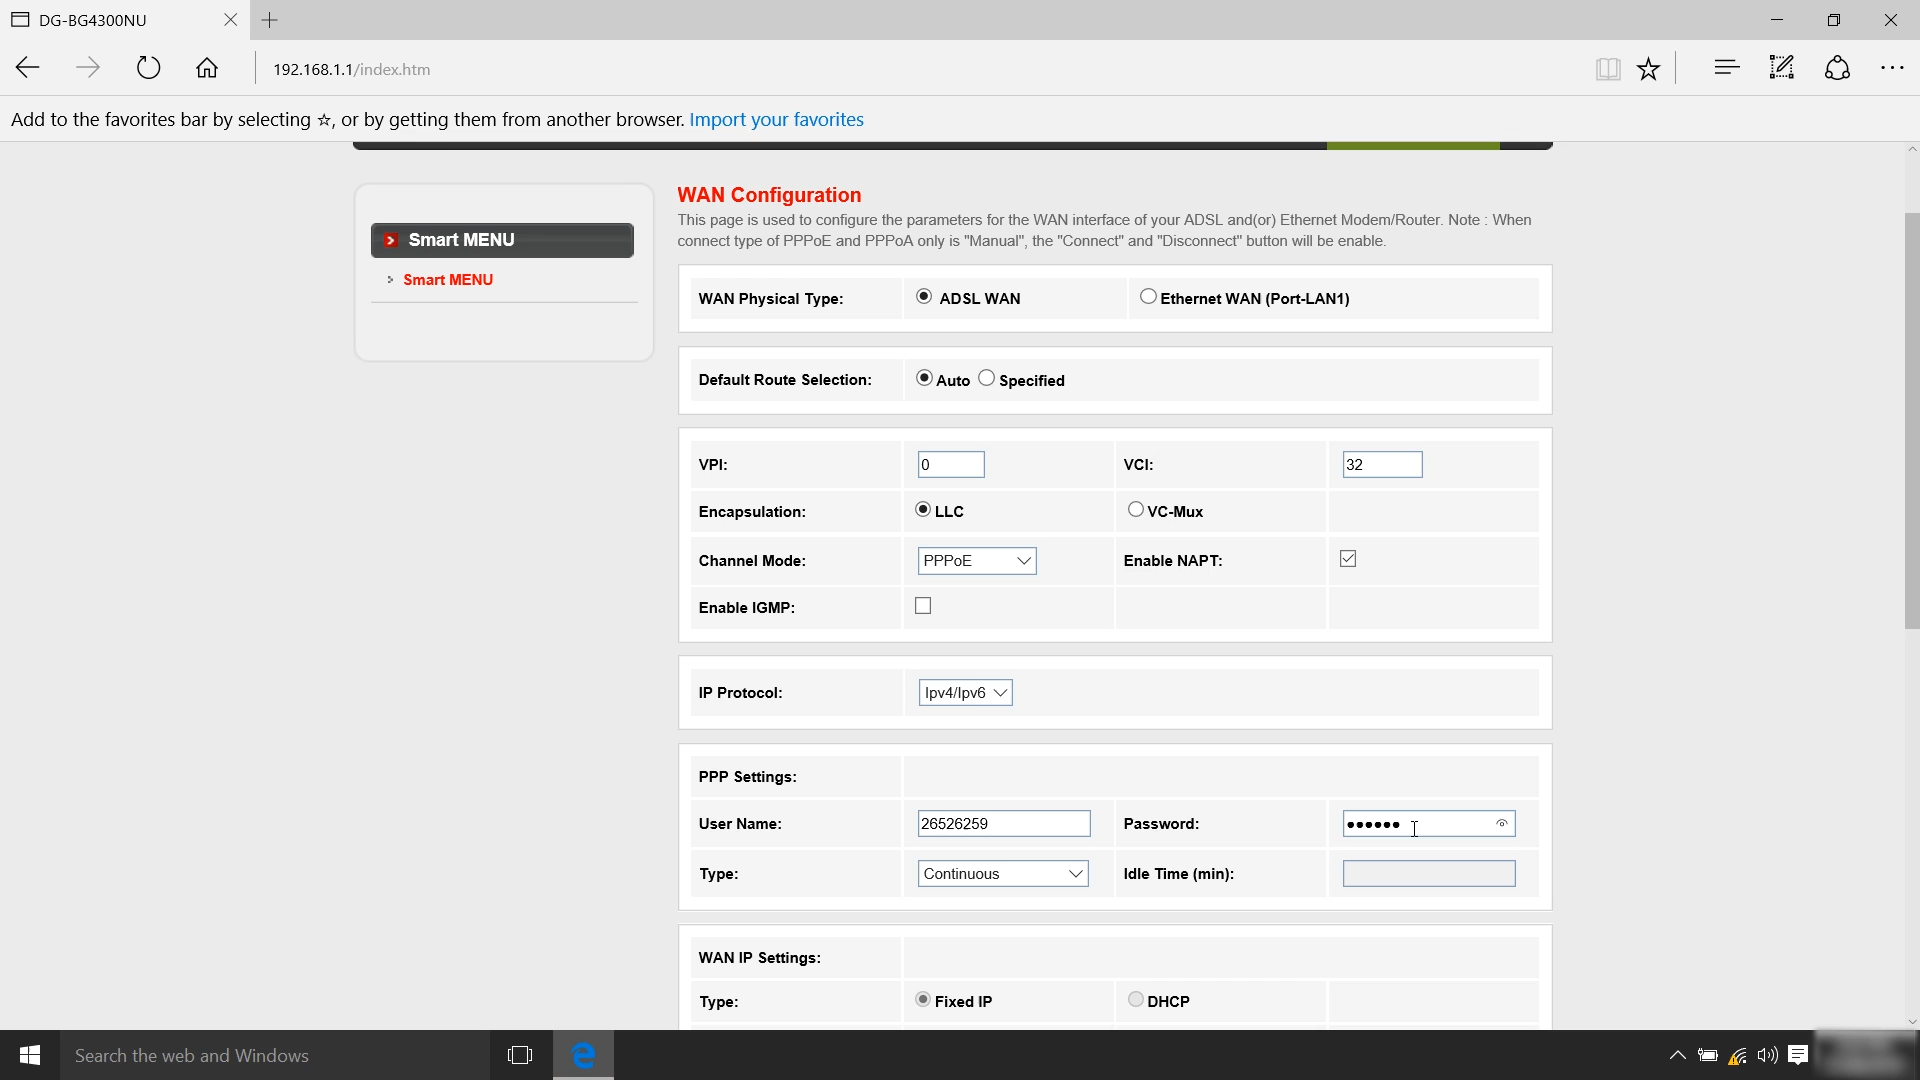 DG-BG4300NU
192.168.1.1/index.htm
Add to the favorites bar by selecting ☆, or by getting them from another browser. Import your favorites
Smart MENU
Smart MENU
WAN Configuration
This page is used to configure the parameters for the WAN interface of your ADSL and(or) Ethernet Modem/Router. Note : When
connect type of PPPoE and PPPoA only is "Manual", the "Connect" and "Disconnect" button will be enable.
WAN Physical Type: ADSL WAN Ethernet WAN (Port-LAN1)
Default Route Selection: Auto Specified
VPI: 0 VCI: 32
Encapsulation: LLC VC-Mux
Channel Mode: PPPoE Enable NAPT:
Enable IGMP:
IP Protocol: Ipv4/Ipv6
PPP Settings:
User Name: 26526259 Password: ••••••
Type: Continuous Idle Time (min):
WAN IP Settings:
Type: Fixed IP DHCP
Search the web and Windows